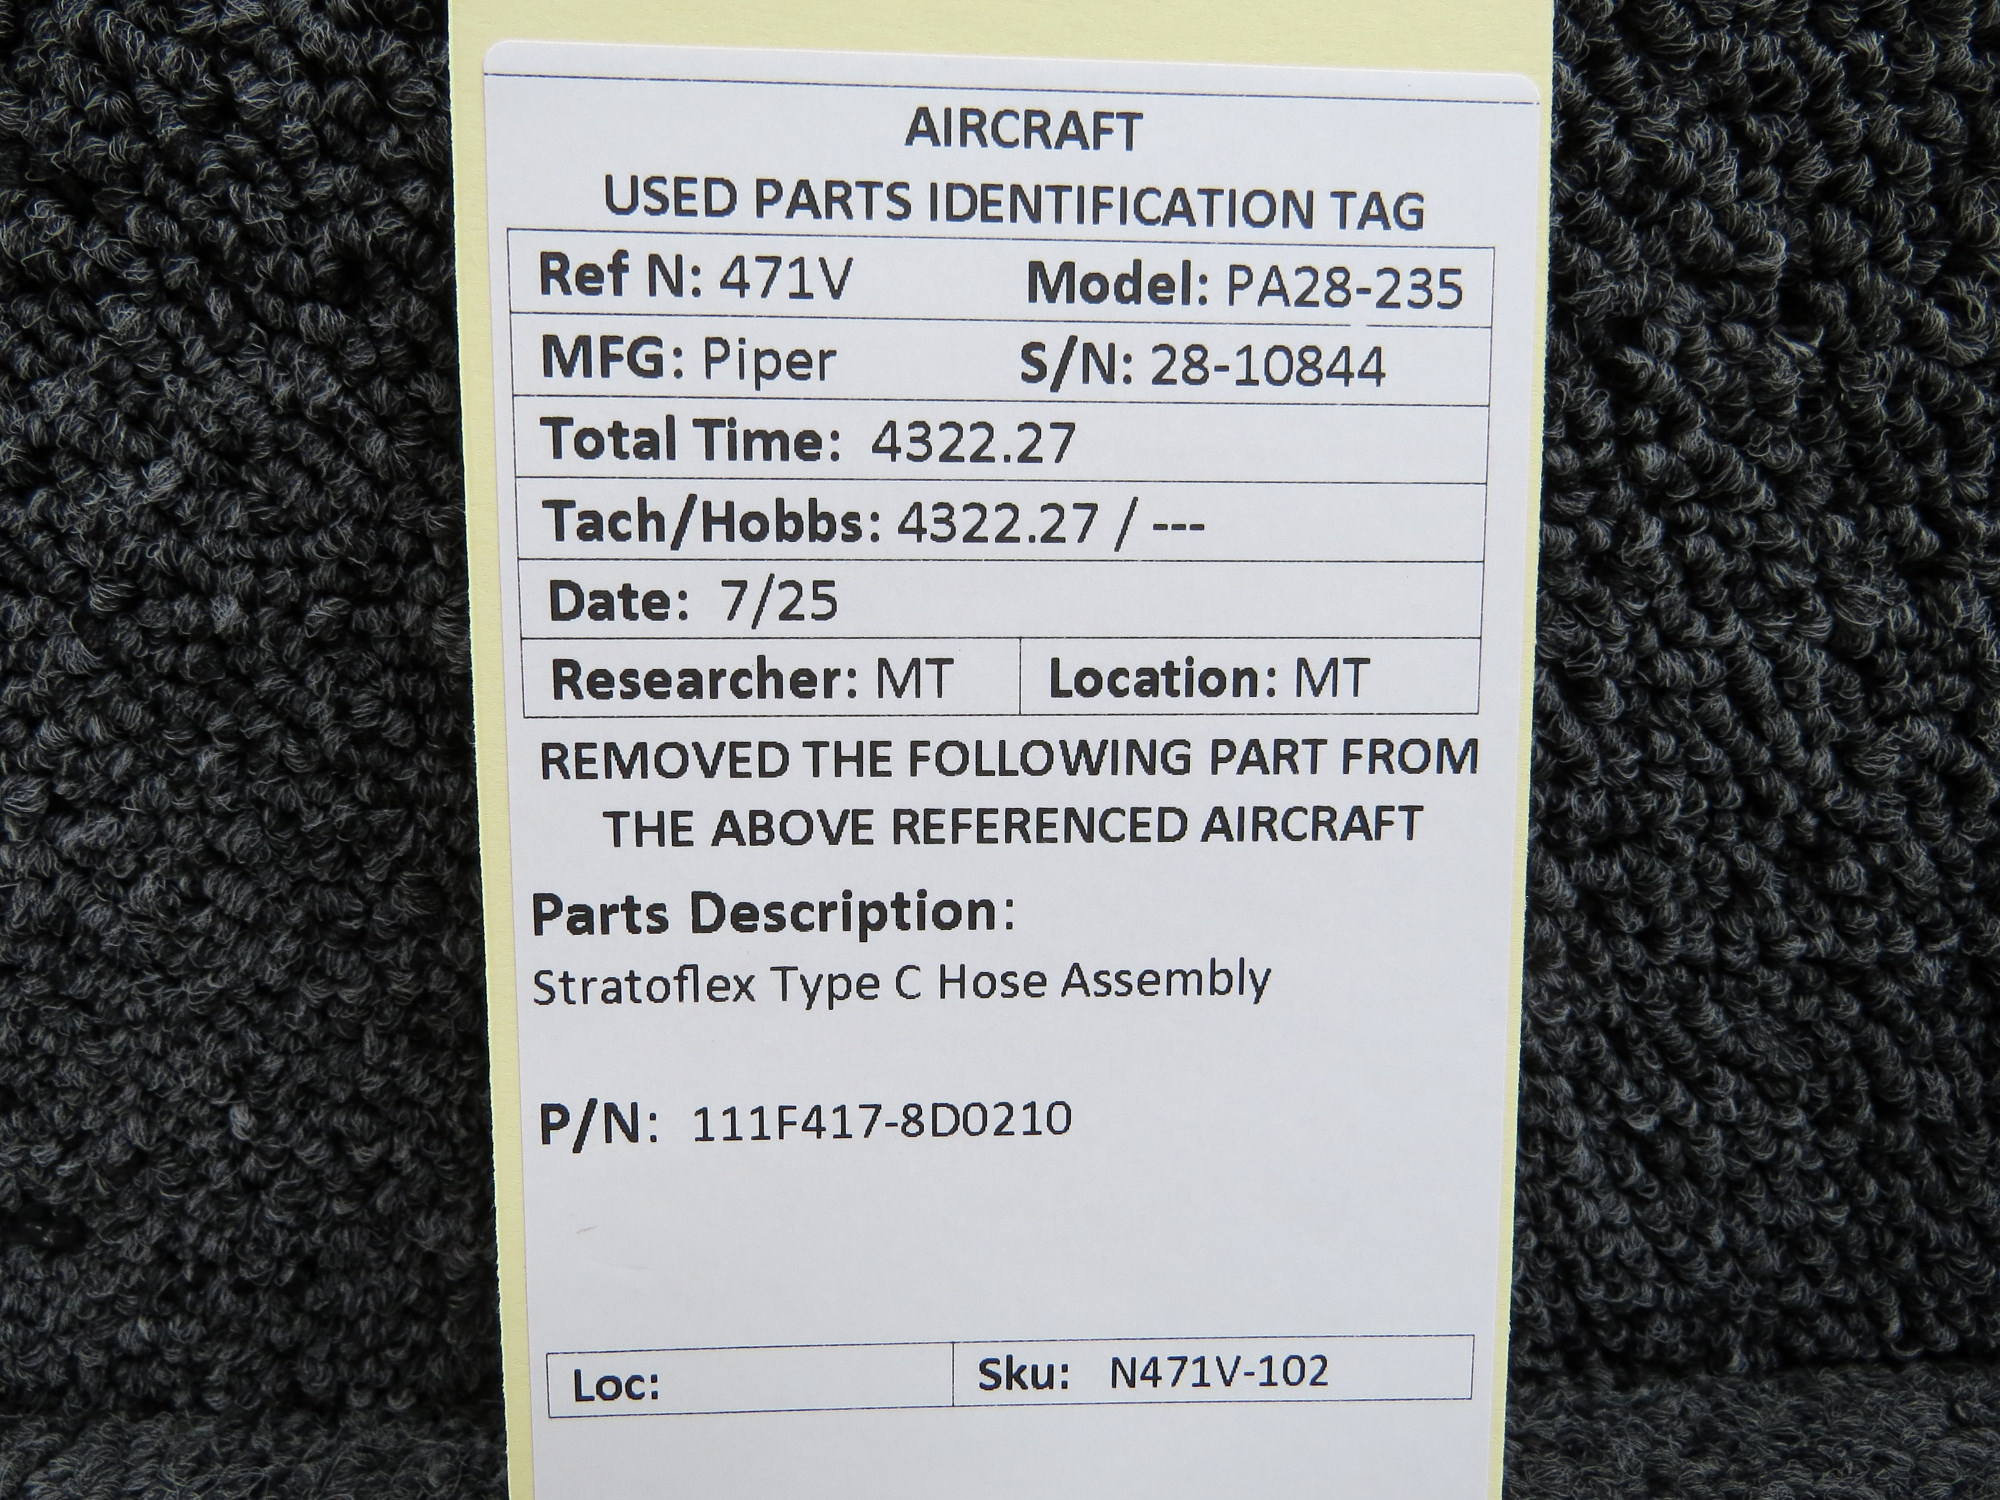 AIRCRAFT
USED PARTS IDENTIFICATION TAG
Ref N: 471V Model: PA28-235
MFG: Piper S/N: 28-10844
Total Time: 4322.27
Tach/Hobbs: 4322.27 / ---
Date: 7/25
Researcher: MT Location: MT
REMOVED THE FOLLOWING PART FROM
THE ABOVE REFERENCED AIRCRAFT
Parts Description:
Stratoflex Type C Hose Assembly
P/N: 111F417-8D0210
Loc: Sku: N471V-102